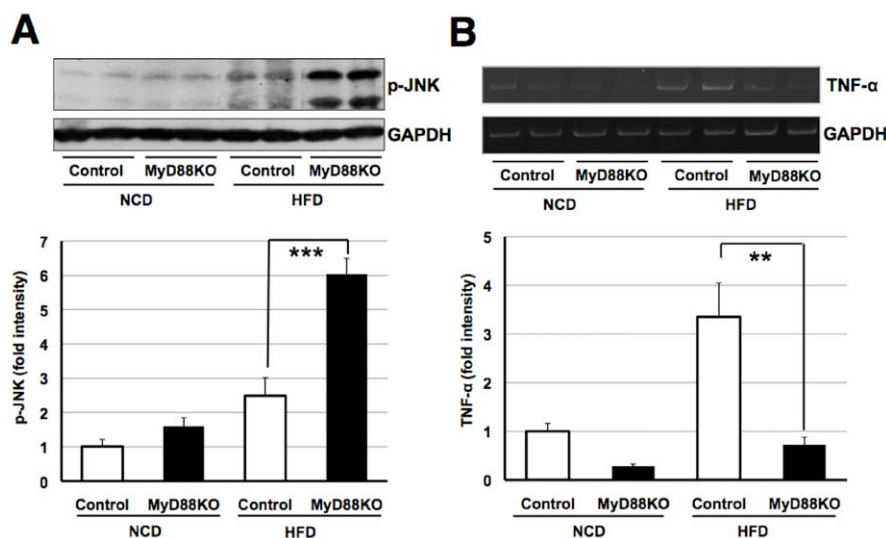 A
p-JNK
GAPDH
Control MyD88KO Control MyD88KO
NCD HFD
p-JNK (fold intensity)
7
6
5
4
3
2
1
0
***
Control MyD88KO Control MyD88KO
NCD HFD
B
TNF-α
GAPDH
Control MyD88KO Control MyD88KO
NCD HFD
TNF-α (fold intensity)
5
4
3
2
1
0
**
Control MyD88KO Control MyD88KO
NCD HFD